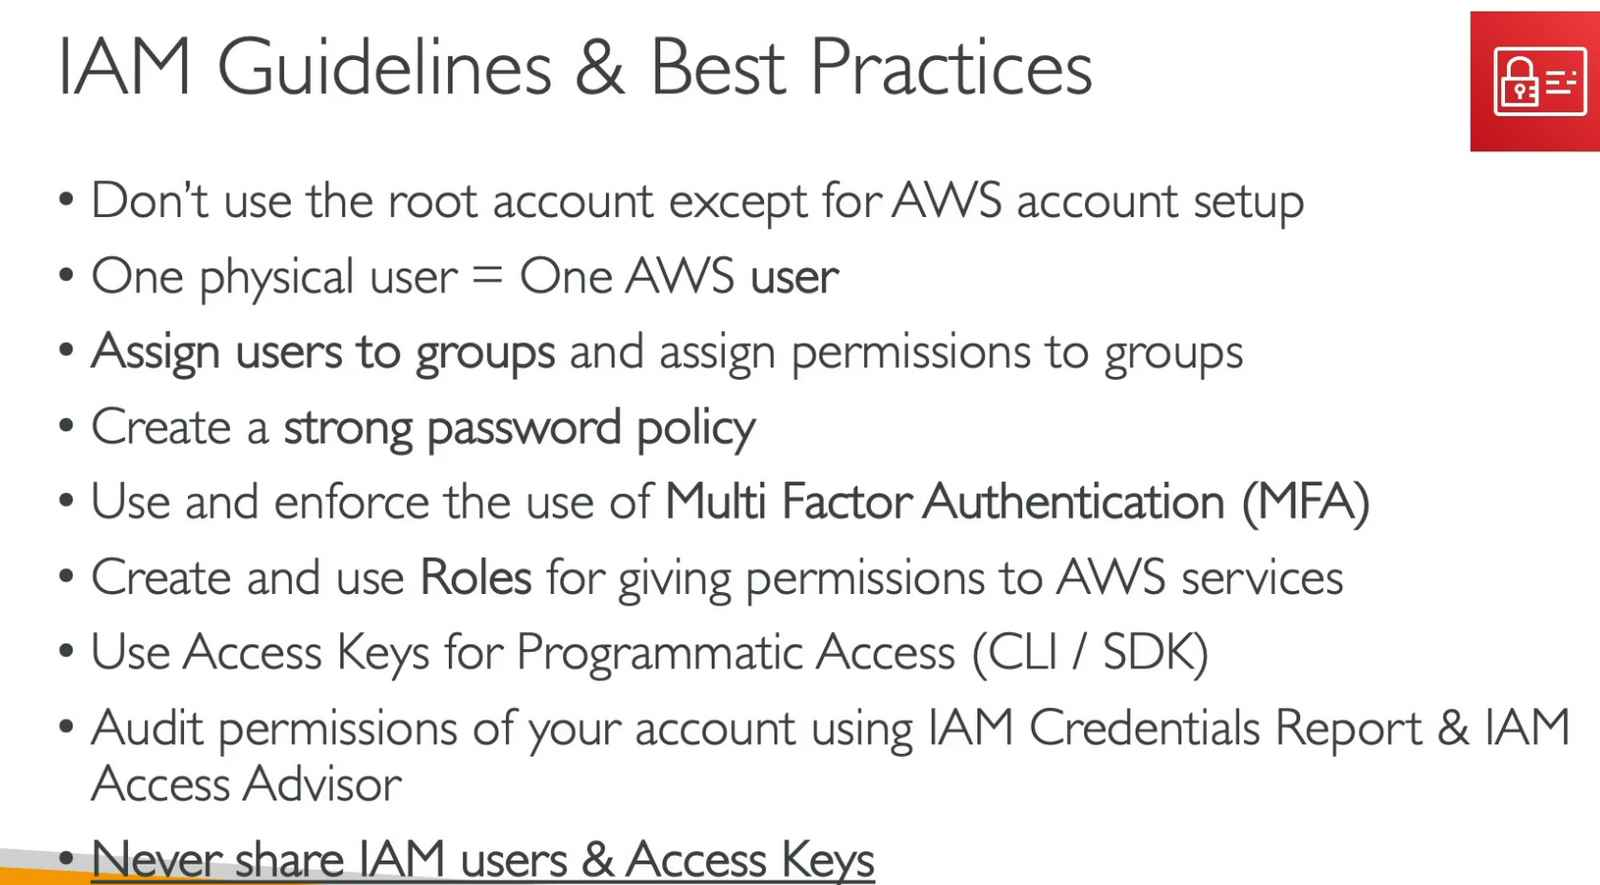 IAM Guidelines & Best Practices
• Don’t use the root account except for AWS account setup
• One physical user = One AWS user
• Assign users to groups and assign permissions to groups
• Create a strong password policy
• Use and enforce the use of Multi Factor Authentication (MFA)
• Create and use Roles for giving permissions to AWS services
• Use Access Keys for Programmatic Access (CLI / SDK)
• Audit permissions of your account using IAM Credentials Report & IAM
Access Advisor
• Never share IAM users & Access Keys